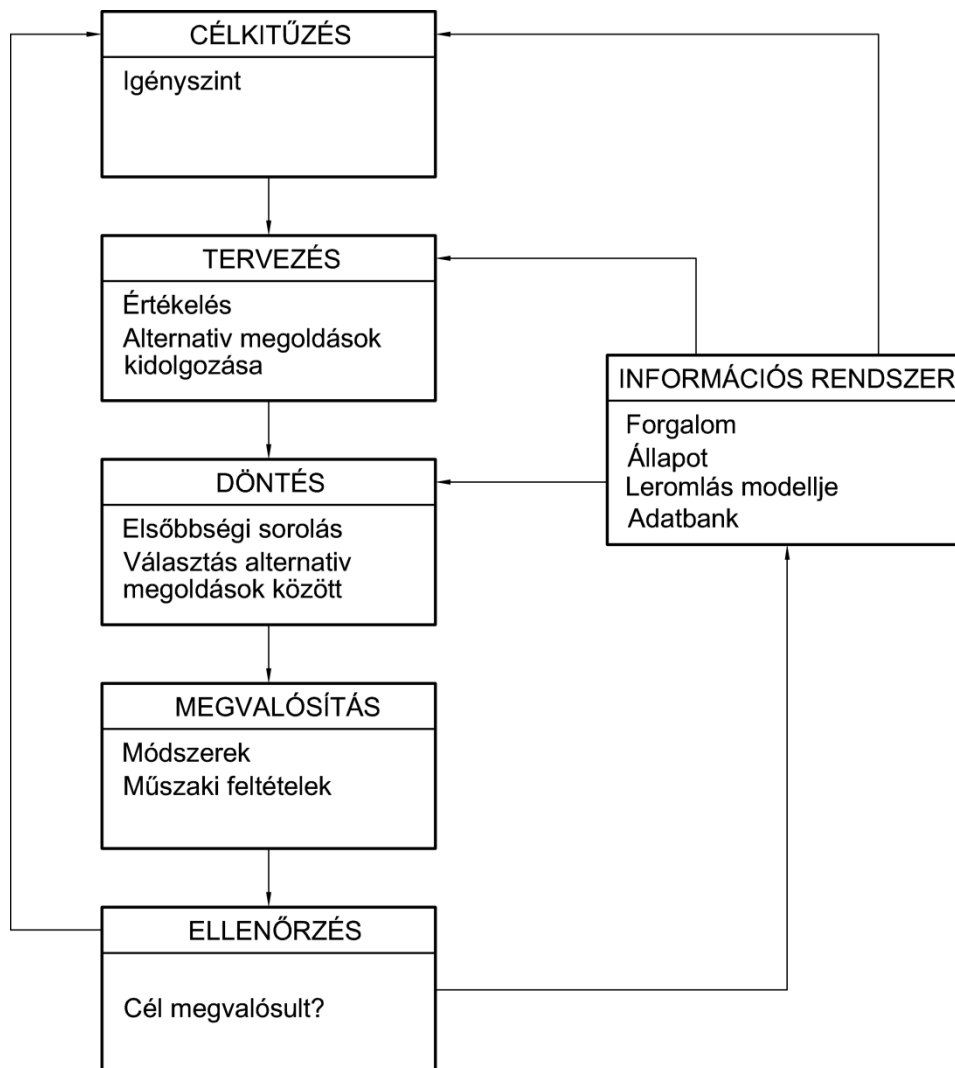 CÉLKITŰZÉS
Igényszint
TERVEZÉS
Értékelés
Alternativ megoldások
kidolgozása
DÖNTÉS
Elsőbbségi sorolás
Választás alternativ
megoldások között
MEGVALÓSÍTÁS
Módszerek
Műszaki feltételek
ELLENŐRZÉS
Cél megvalósult?
INFORMÁCIÓS RENDSZER
Forgalom
Állapot
Leromlás modellje
Adatbank